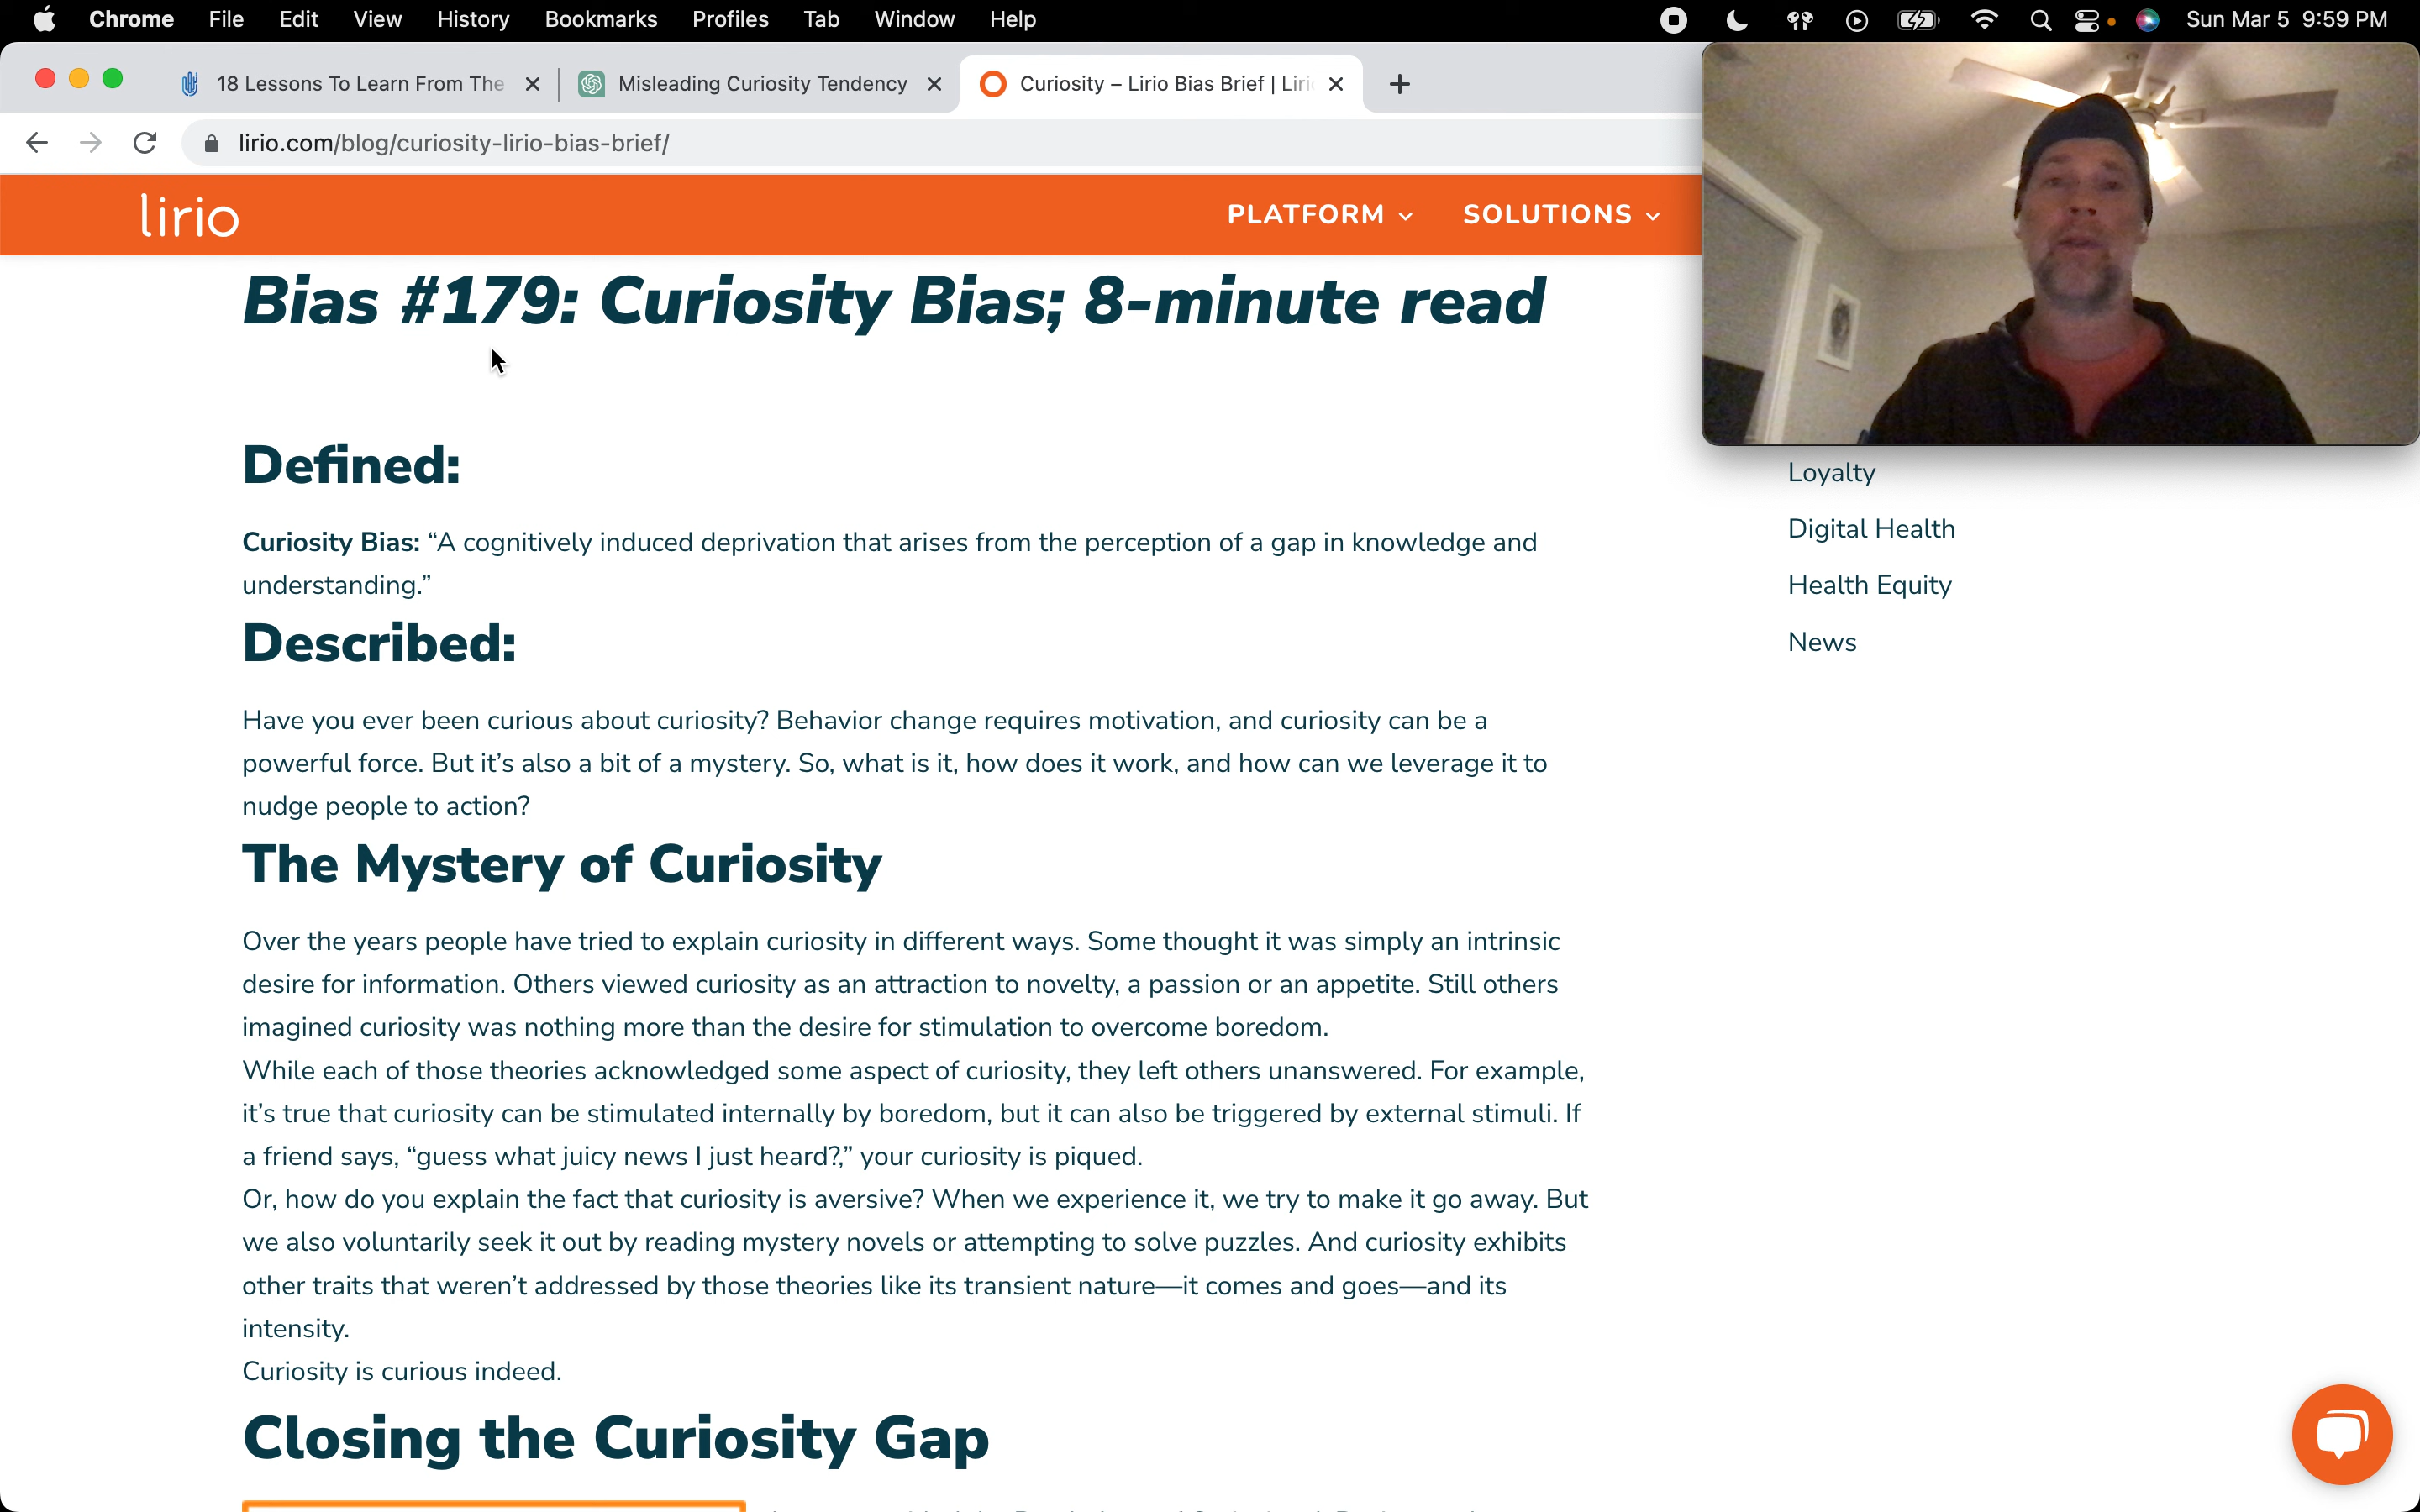 Chrome File Edit View History Bookmarks Profiles Tab Window Help Sun Mar 5 9:59 PM
18 Lessons To Learn From The Misleading Curiosity Tendency Curiosity – Lirio Bias Brief | Liri
lirio.com/blog/curiosity-lirio-bias-brief/
lirio PLATFORM SOLUTIONS
Bias #179: Curiosity Bias; 8-minute read
Defined:
Curiosity Bias: “A cognitively induced deprivation that arises from the perception of a gap in knowledge and
understanding.”
Described:
Have you ever been curious about curiosity? Behavior change requires motivation, and curiosity can be a
powerful force. But it’s also a bit of a mystery. So, what is it, how does it work, and how can we leverage it to
nudge people to action?
The Mystery of Curiosity
Over the years people have tried to explain curiosity in different ways. Some thought it was simply an intrinsic
desire for information. Others viewed curiosity as an attraction to novelty, a passion or an appetite. Still others
imagined curiosity was nothing more than the desire for stimulation to overcome boredom.
While each of those theories acknowledged some aspect of curiosity, they left others unanswered. For example,
it’s true that curiosity can be stimulated internally by boredom, but it can also be triggered by external stimuli. If
a friend says, “guess what juicy news I just heard?,” your curiosity is piqued.
Or, how do you explain the fact that curiosity is aversive? When we experience it, we try to make it go away. But
we also voluntarily seek it out by reading mystery novels or attempting to solve puzzles. And curiosity exhibits
other traits that weren’t addressed by those theories like its transient nature—it comes and goes—and its
intensity.
Curiosity is curious indeed.
Closing the Curiosity Gap
Loyalty
Digital Health
Health Equity
News